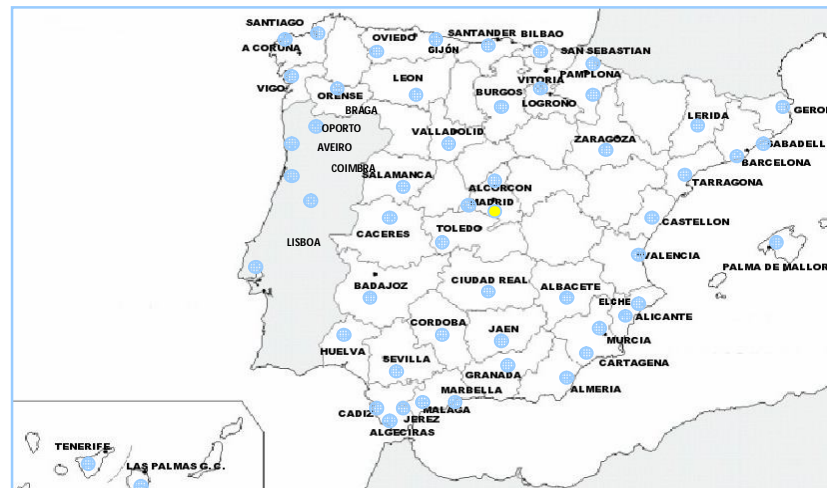 SANTIAGO
A CORUÑA
OVIEDO
GIJÓN
SANTANDER
BILBAO
SAN SEBASTIAN
VITORIA
PAMPLONA
VIGO
ORENSE
LEON
BURGOS
LOGROÑO
BRAGA
OPORTO
VALLADOLID
ZARAGOZA
LERIDA
SABADELL
BARCELONA
AVEIRO
COIMBRA
SALAMANCA
ALCORCON
MADRID
TARRAGONA
CACERES
TOLEDO
CASTELLON
LISBOA
VALENCIA
BADAJOZ
CIUDAD REAL
ALBACETE
ELCHE
ALICANTE
HUELVA
CORDOBA
JAEN
MURCIA
SEVILLA
GRANADA
CARTAGENA
MARBELLA
ALMERIA
CADIZ
JEREZ
MALAGA
ALGECIRAS
TENERIFE
LAS PALMAS G. C.
PALMA DE MALLOR
GERO